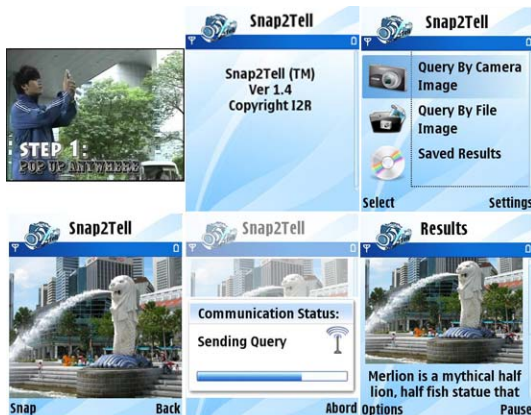 STEP 1:
POP UP ANYWHERE
Snap2Tell
Snap2Tell (TM)
Ver 1.4
Copyright I2R
Snap2Tell
Query By Camera
Image
Query By File
Image
Saved Results
Select
Settings
Snap2Tell
Snap
Back
Snap2Tell
Communication Status:
Sending Query
Abord
Results
Merlion is a mythical half
lion, half fish statue that
Options
Pause